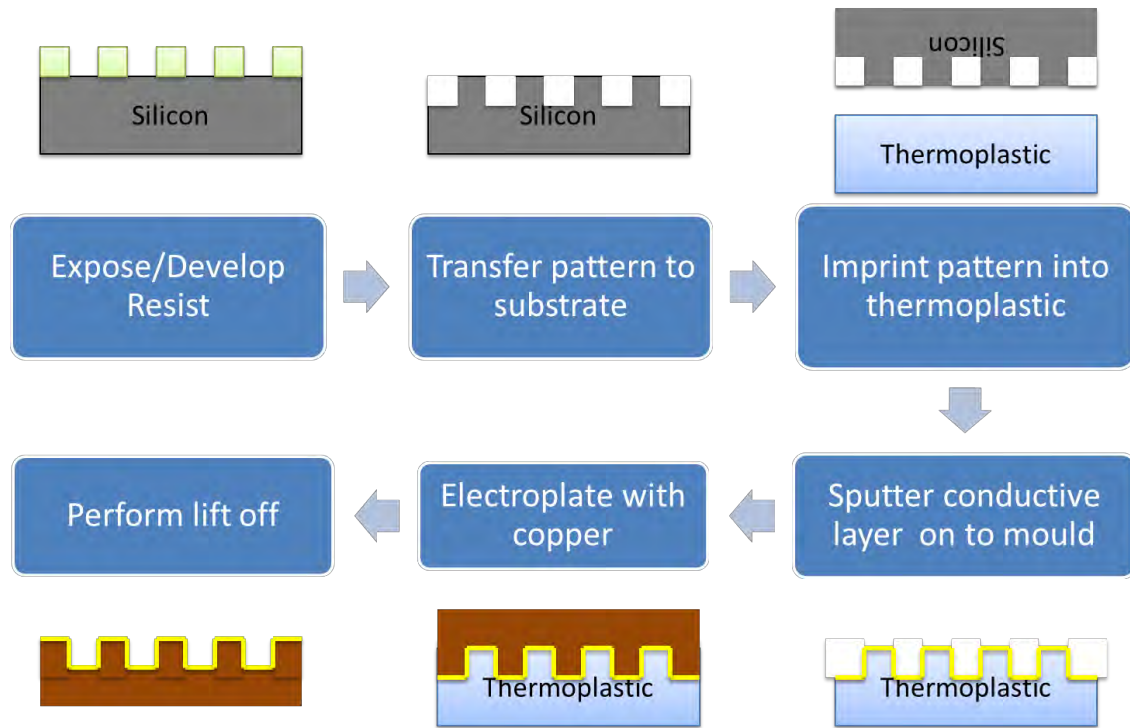 Silicon
Silicon
Silicon
Thermoplastic
Expose/Develop
Resist
Transfer pattern to
substrate
Imprint pattern into
thermoplastic
Perform lift off
Electroplate with
copper
Sputter conductive
layer on to mould
Thermoplastic
Thermoplastic